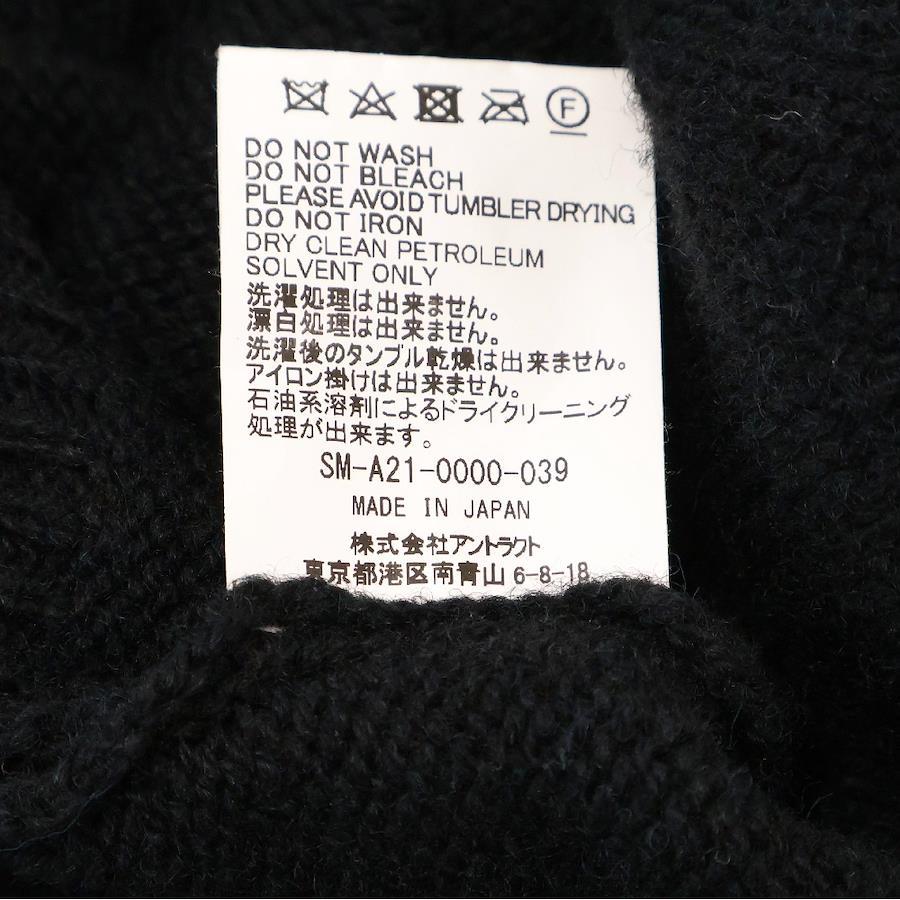 F
DO NOT WASH
DO NOT BLEACH
PLEASE AVOID TUMBLER DRYING
DO NOT IRON
DRY CLEAN PETROLEUM
SOLVENT ONLY
洗濯処理は出来ません。
漂白処理は出来ません。
洗濯後のタンブル乾燥は出来ません。
アイロン掛けは出来ません。
石油系溶剤によるドライクリーニング
処理が出来ます。
SM-A21-0000-039
MADE IN JAPAN
株式会社アントラクト
東京都港区南青山 6-8-18